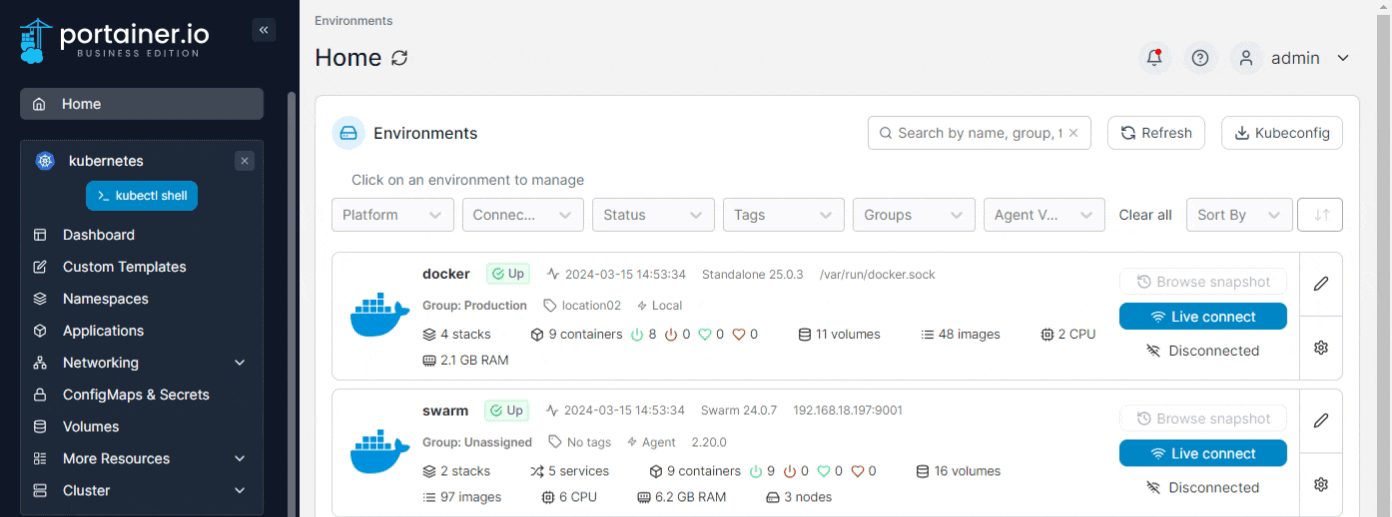 portainer.io
BUSINESS EDITION
Home
kubernetes
kubectl shell
Dashboard
Custom Templates
Namespaces
Applications
Networking
ConfigMaps & Secrets
Volumes
More Resources
Cluster
Environments
Home
admin
Environments
Search by name, group, t
Refresh
Kubeconfig
Click on an environment to manage
Platform
Connec...
Status
Tags
Groups
Agent V...
Clear all
Sort By
docker Up 2024-03-15 14:53:34 Standalone 25.0.3 /var/run/docker.sock
Group: Production location02 Local
4 stacks 9 containers 8 0 0 0 11 volumes 48 images 2 CPU
2.1 GB RAM
Browse snapshot
Live connect
Disconnected
swarm Up 2024-03-15 14:53:34 Swarm 24.0.7 192.168.18.197:9001
Group: Unassigned No tags Agent 2.20.0
2 stacks 5 services 9 containers 9 0 0 0 16 volumes
97 images 6 CPU 6.2 GB RAM 3 nodes
Browse snapshot
Live connect
Disconnected